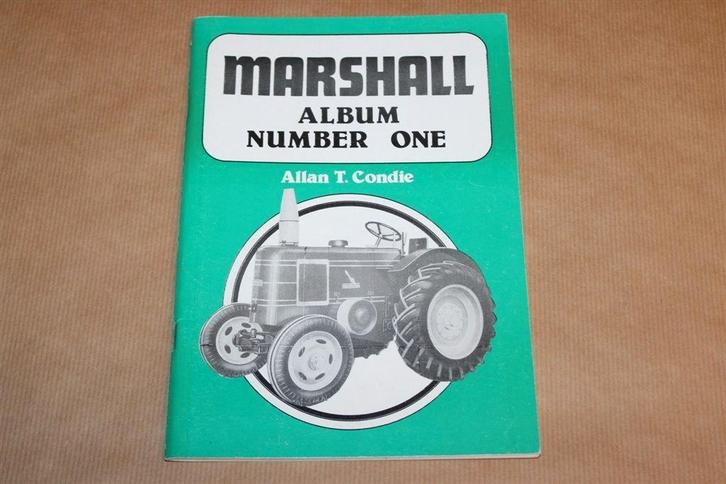 MARSHALL
ALBUM
NUMBER ONE
Allan T. Condie